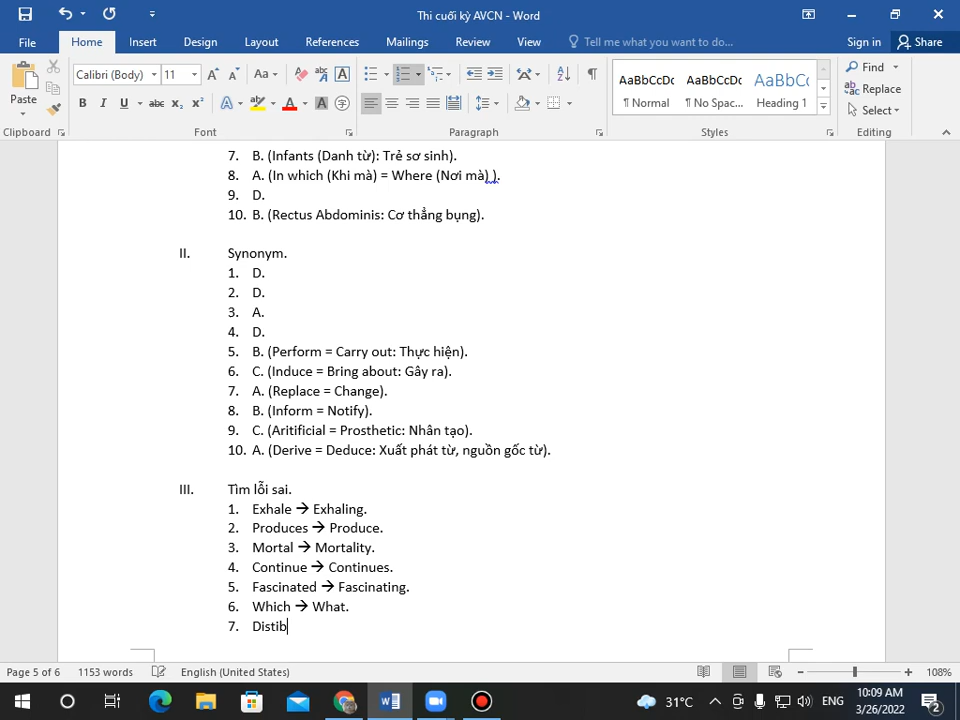 Thi cuối kỳ AVCN - Word
File Home Insert Design Layout References Mailings Review View Tell me what you want to do... Sign in Share
Paste Calibri (Body) 11 Aa AaBbCcDc AaBbCcDc AaBbCc Find
¶ Normal ¶ No Spac... Heading 1 Replace
B I U abc x₂ x² A Select
Clipboard Font Paragraph Styles Editing
7. B. (Infants (Danh từ): Trẻ sơ sinh).
8. A. (In which (Khi mà) = Where (Nơi mà) ).
9. D.
10. B. (Rectus Abdominis: Cơ thẳng bụng).
II. Synonym.
1. D.
2. D.
3. A.
4. D.
5. B. (Perform = Carry out: Thực hiện).
6. C. (Induce = Bring about: Gây ra).
7. A. (Replace = Change).
8. B. (Inform = Notify).
9. C. (Aritificial = Prosthetic: Nhân tạo).
10. A. (Derive = Deduce: Xuất phát từ, nguồn gốc từ).
III. Tìm lỗi sai.
1. Exhale → Exhaling.
2. Produces → Produce.
3. Mortal → Mortality.
4. Continue → Continues.
5. Fascinated → Fascinating.
6. Which → What.
7. Distib
Page 5 of 6 1153 words English (United States) 108%
31°C ENG 10:09 AM
3/26/2022 2